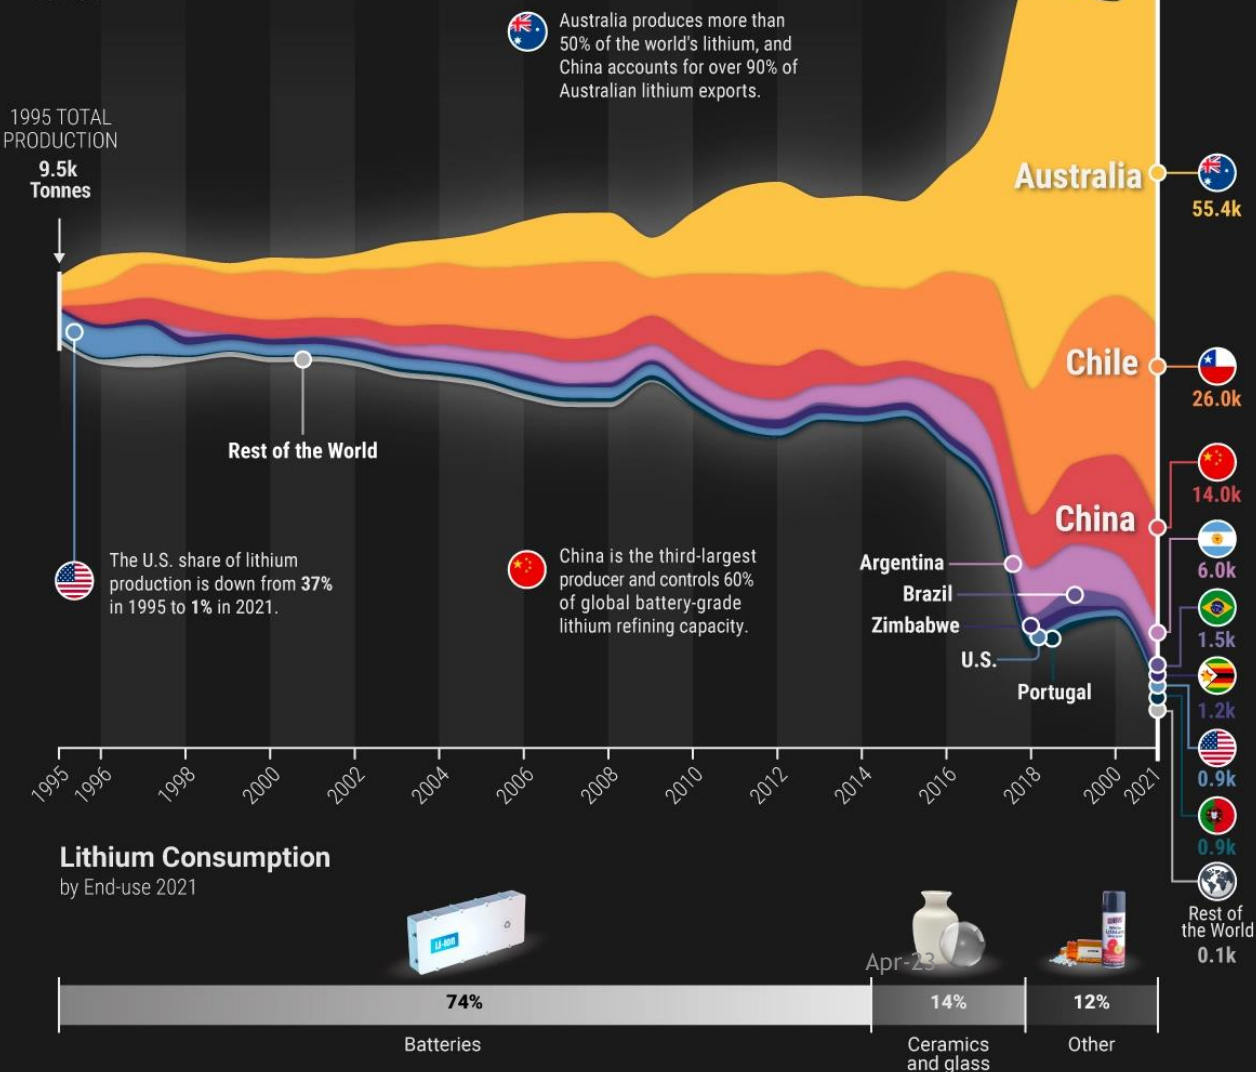 Australia produces more than
50% of the world's lithium, and
China accounts for over 90% of
Australian lithium exports.
1995 TOTAL
PRODUCTION
9.5k
Tonnes
Australia
55.4k
Chile
26.0k
Rest of the World
China
14.0k
The U.S. share of lithium
production is down from 37%
in 1995 to 1% in 2021.
China is the third-largest
producer and controls 60%
of global battery-grade
lithium refining capacity.
Argentina
6.0k
Brazil
1.5k
Zimbabwe
U.S.
Portugal
1.2k
0.9k
0.9k
Rest of
the World
0.1k
1995
1996
1998
2000
2002
2004
2006
2008
2010
2012
2014
2016
2018
2000
2021
Lithium Consumption
by End-use 2021
LI-ION
Apr-23
74%
14%
12%
Batteries
Ceramics
and glass
Other